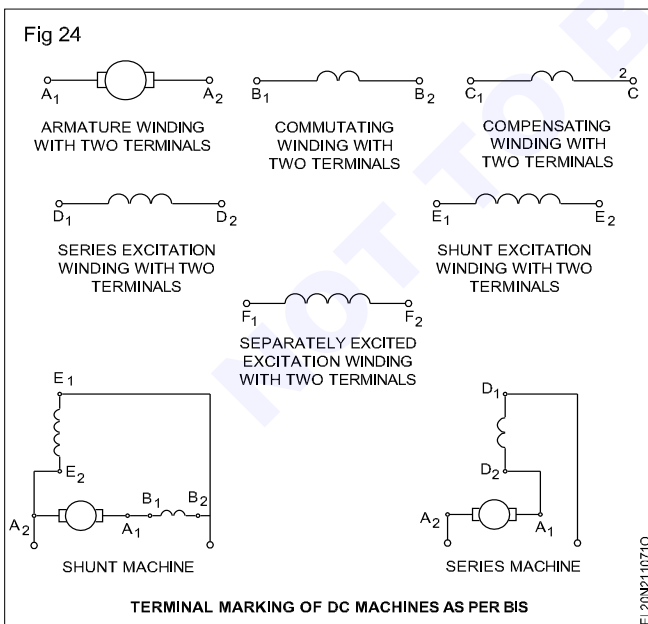 Fig 24
A1 A2 B1 B2 C1 2 C
ARMATURE WINDING
WITH TWO TERMINALS
COMMUTATING
WINDING WITH
TWO TERMINALS
COMPENSATING
WINDING WITH
TWO TERMINALS
D1 D2 E1 E2
SERIES EXCITATION
WINDING WITH TWO
TERMINALS
SHUNT EXCITATION
WINDING WITH TWO
TERMINALS
F1 F2
SEPARATELY EXCITED
EXCITATION WINDING
WITH TWO TERMINALS
E1
E2
A2 A1 B1 B2
SHUNT MACHINE
D1
D2
A2 A1
SERIES MACHINE
TERMINAL MARKING OF DC MACHINES AS PER BIS
NOT TO B